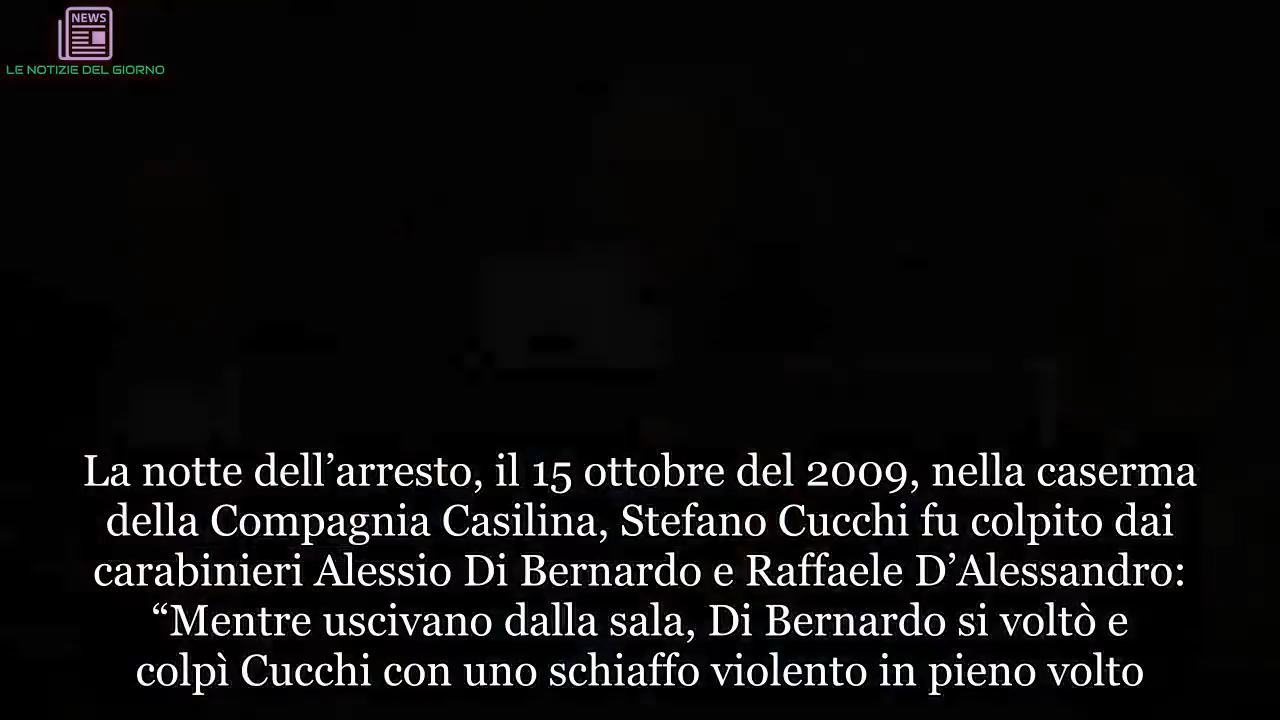 NEWS
LE NOTIZIE DEL GIORNO
La notte dell’arresto, il 15 ottobre del 2009, nella caserma
della Compagnia Casilina, Stefano Cucchi fu colpito dai
carabinieri Alessio Di Bernardo e Raffaele D’Alessandro:
“Mentre uscivano dalla sala, Di Bernardo si voltò e
colpì Cucchi con uno schiaffo violento in pieno volto